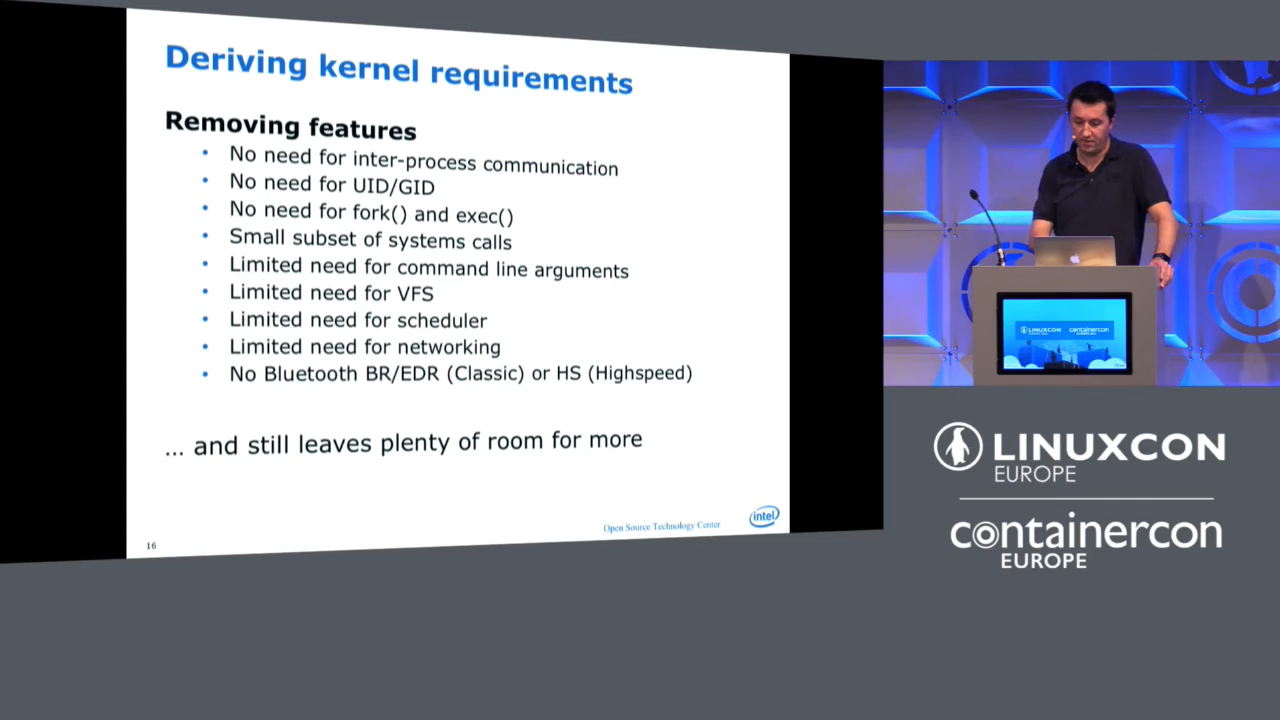 Deriving kernel requirements
Removing features
• No need for inter-process communication
• No need for UID/GID
• No need for fork() and exec()
• Small subset of systems calls
• Limited need for command line arguments
• Limited need for VFS
• Limited need for scheduler
• Limited need for networking
• No Bluetooth BR/EDR (Classic) or HS (Highspeed)
... and still leaves plenty of room for more
Open Source Technology Center
intel
16
LINUXCON
containercon
LINUXCON
EUROPE
containercon
EUROPE